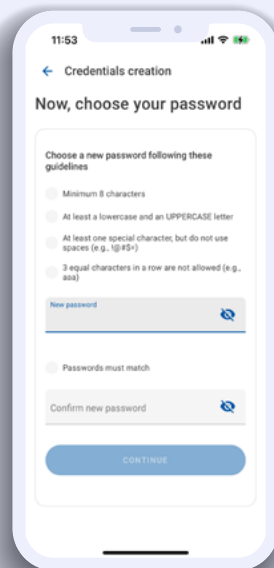 11:53
Credentials creation
Now, choose your password
Choose a new password following these
guidelines
Minimum 8 characters
At least a lowercase and an UPPERCASE letter
At least one special character, but do not use
spaces (e.g., !@#$=)
3 equal characters in a row are not allowed (e.g.,
aaa)
New password
Passwords must match
Confirm new password
CONTINUE